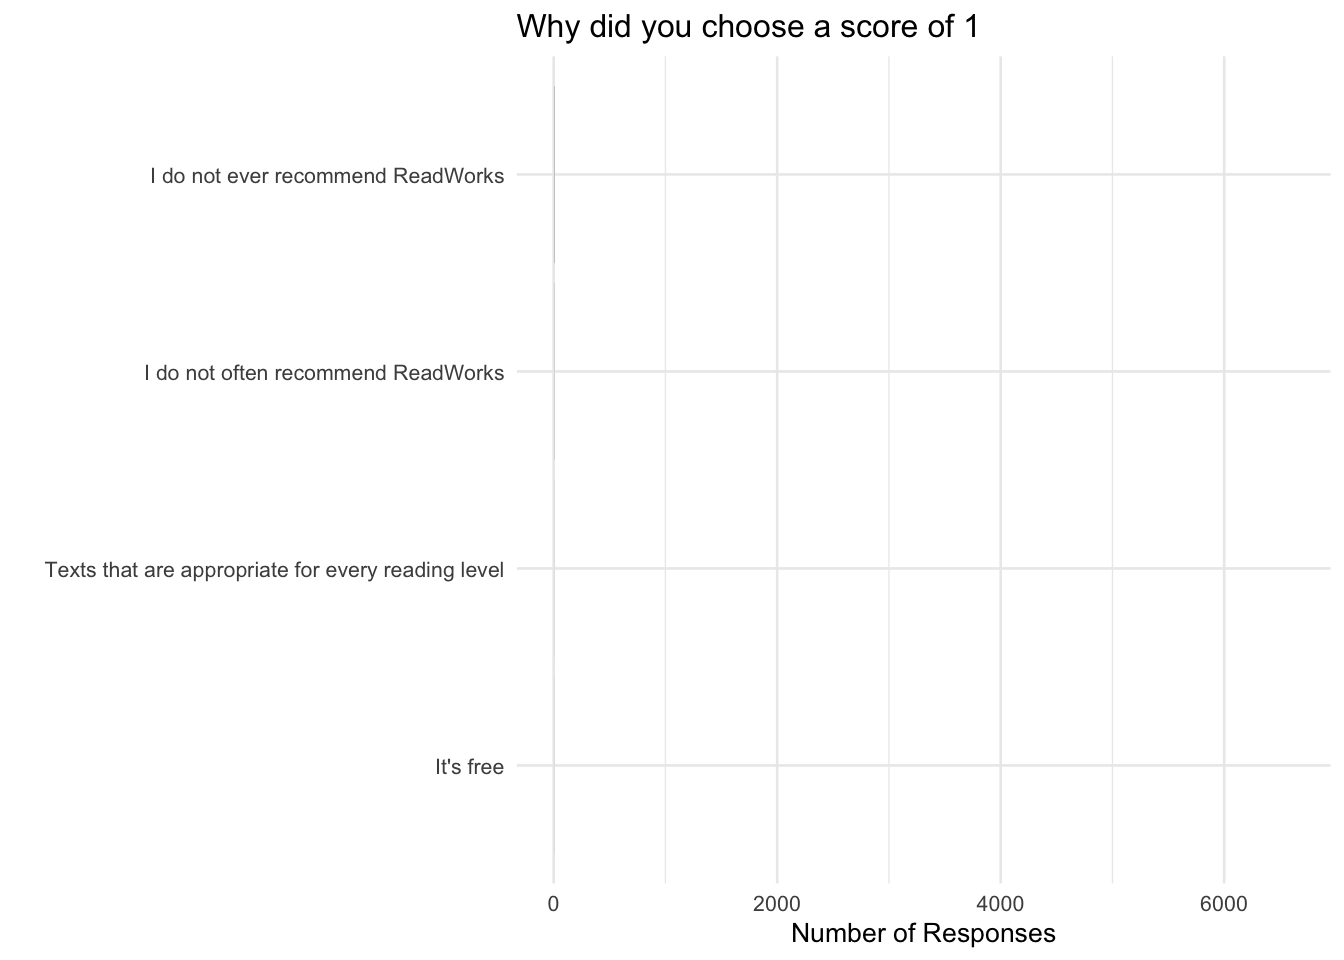 Why did you choose a score of 1
I do not ever recommend ReadWorks
I do not often recommend ReadWorks
Texts that are appropriate for every reading level
It's free
0 2000 4000 6000
Number of Responses